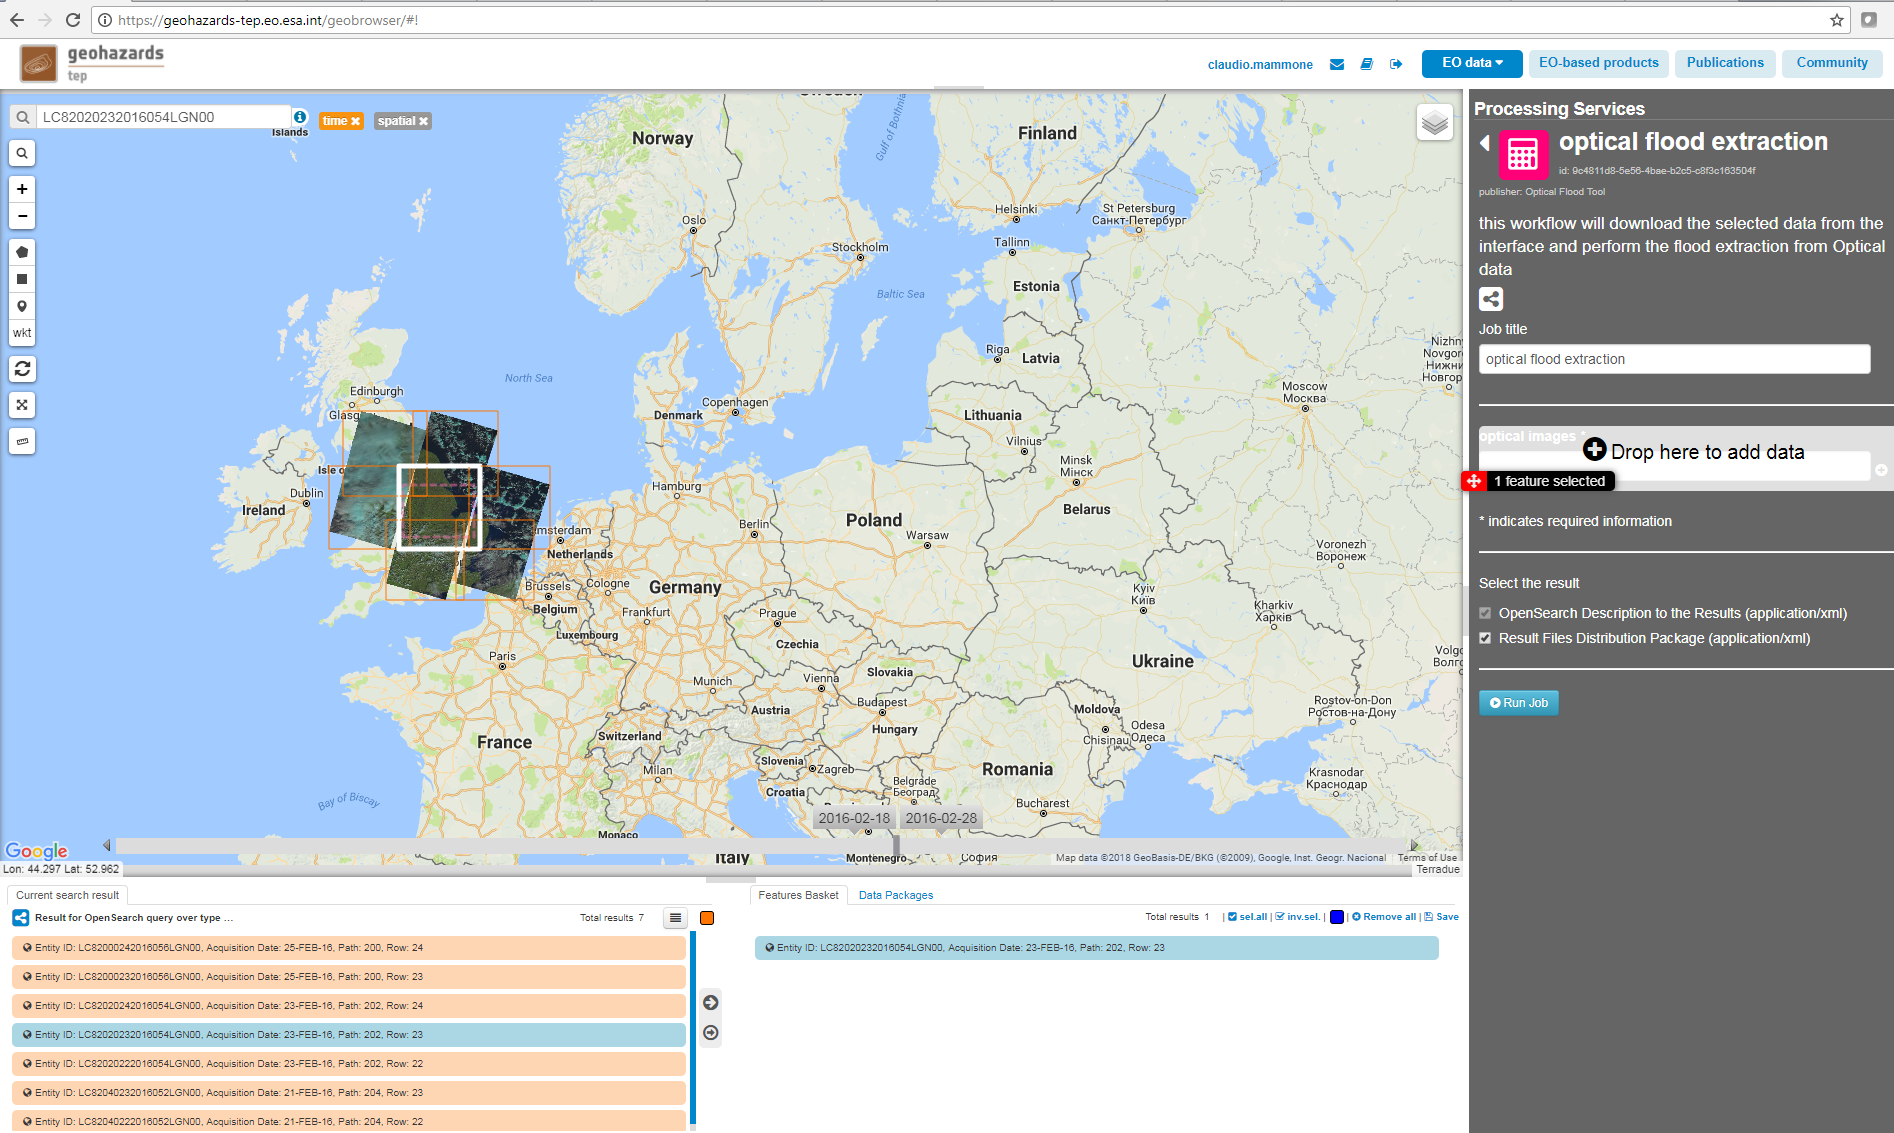 https://geohazards-tep.eo.esa.int/geobrowser/#!
geohazards
tep
claudio.mammone
EO data
EO-based products
Publications
Community
LC82020232016054LGN00
time ×
spatial ×
wkt
Islands
Norway
Finland
Gulf of Bothnia
Oslo
Helsinki
St Petersburg
Санкт-Петербург
Stockholm
Tallinn
Estonia
Baltic Sea
Riga
Latvia
North Sea
Edinburgh
Glasg
Denmark
Copenhagen
Lithuania
Moscow
Москва
Vilnius
Isle o
Minsk
Мінск
Dublin
Ireland
Hamburg
Belarus
msterdam
Netherlands
Berlin
Poland
Warsaw
Voronezh
Воронеж
Brussels
Cologne
Germany
Kyiv
Київ
Belgium
Frankfurt
Prague
Kharkiv
Харків
Luxembourg
Czechia
Paris
Ukraine
Slovakia
Munich
Vienna
Budapest
Austria
Moldova
Rostov-on-Don
Ростов-на-Дону
France
Switzerland
Hungary
Chisinau
Odesa
Одеса
Slovenia
Zagreb
Milan
Romania
Krasnodar
Краснодар
Croatia
Belgrade
Београд
Bay of Biscay
Bucharest
2016-02-18
2016-02-28
Monaco
Italy
Montenegro
София
Google
Map data ©2018 GeoBasis-DE/BKG (©2009), Google, Inst. Geogr. Nacional
Terms of Use
Lon: 44.297 Lat: 52.962
Terradue
Processing Services
optical flood extraction
id: 9c4811d8-5e56-4bae-b2c5-c8f3c163504f
publisher: Optical Flood Tool
this workflow will download the selected data from the
interface and perform the flood extraction from Optical
data
Job title
optical flood extraction
optical images *
Drop here to add data
1 feature selected
* indicates required information
Select the result
OpenSearch Description to the Results (application/xml)
Result Files Distribution Package (application/xml)
Run Job
Current search result
Result for OpenSearch query over type ...
Total results 7
Entity ID: LC82000242016056LGN00, Acquisition Date: 25-FEB-16, Path: 200, Row: 24
Entity ID: LC82000232016056LGN00, Acquisition Date: 25-FEB-16, Path: 200, Row: 23
Entity ID: LC82020242016054LGN00, Acquisition Date: 23-FEB-16, Path: 202, Row: 24
Entity ID: LC82020232016054LGN00, Acquisition Date: 23-FEB-16, Path: 202, Row: 23
Entity ID: LC82020222016054LGN00, Acquisition Date: 23-FEB-16, Path: 202, Row: 22
Entity ID: LC82040232016052LGN00, Acquisition Date: 21-FEB-16, Path: 204, Row: 23
Entity ID: LC82040222016052LGN00, Acquisition Date: 21-FEB-16, Path: 204, Row: 22
Features Basket
Data Packages
Total results 1 | sel.all | inv.sel. | | Remove all | Save
Entity ID: LC82020232016054LGN00, Acquisition Date: 23-FEB-16, Path: 202, Row: 23